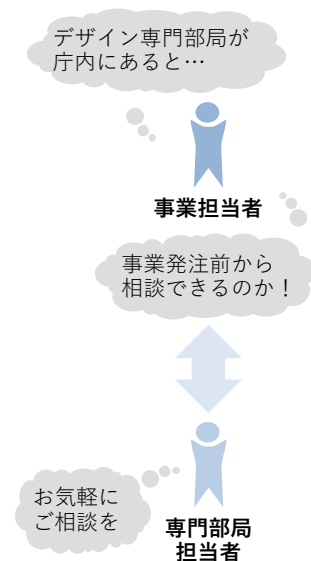 デザイン専門部局が
庁内にあると…
事業担当者
事業発注前から
相談できるのか！
お気軽に
ご相談を
専門部局
担当者